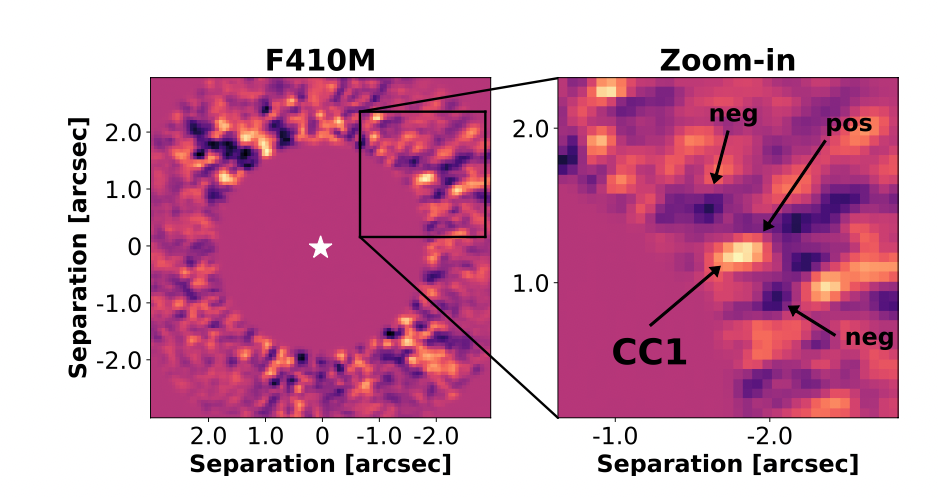 F410M
Zoom-in
Separation [arcsec]
2.0
1.0
0
-1.0
-2.0
2.0 1.0 0 -1.0 -2.0
Separation [arcsec]
2.0
1.0
neg
pos
CC1
neg
-1.0 -2.0
Separation [arcsec]